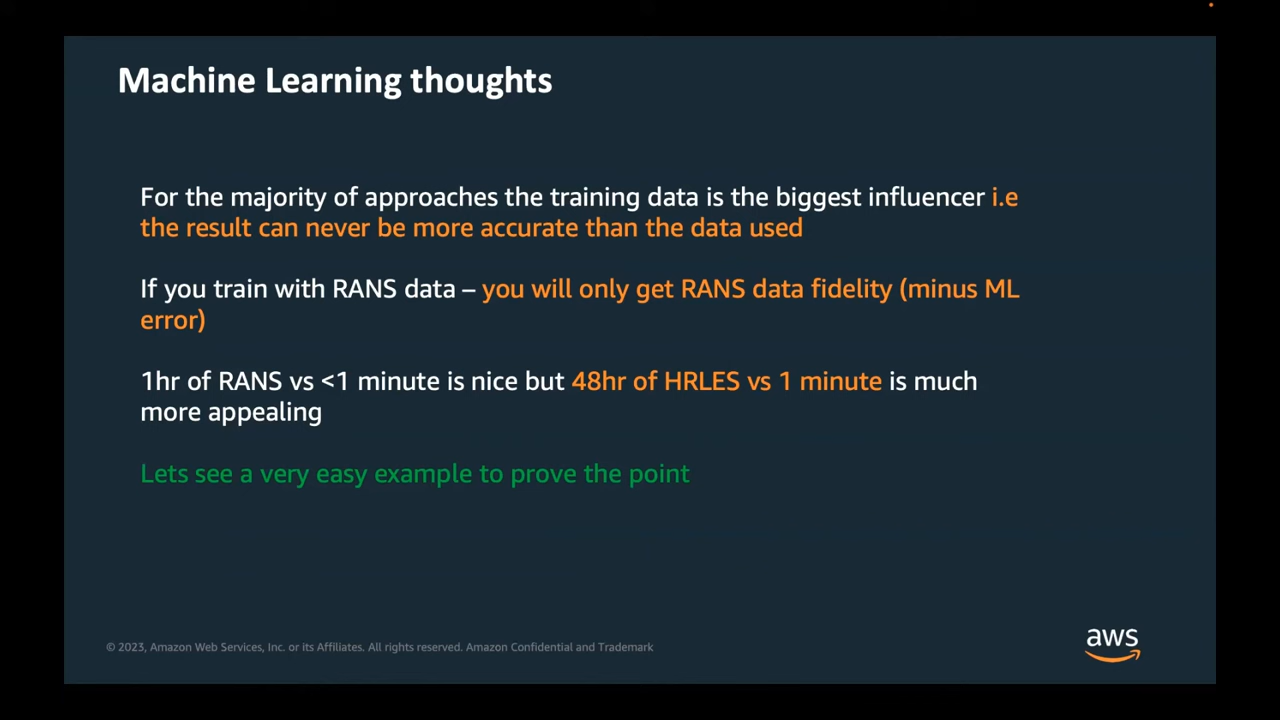 Machine Learning thoughts
For the majority of approaches the training data is the biggest influencer i.e
the result can never be more accurate than the data used
If you train with RANS data – you will only get RANS data fidelity (minus ML
error)
1hr of RANS vs <1 minute is nice but 48hr of HRLES vs 1 minute is much
more appealing
Lets see a very easy example to prove the point
© 2023, Amazon Web Services, Inc. or its Affiliates. All rights reserved. Amazon Confidential and Trademark
aws